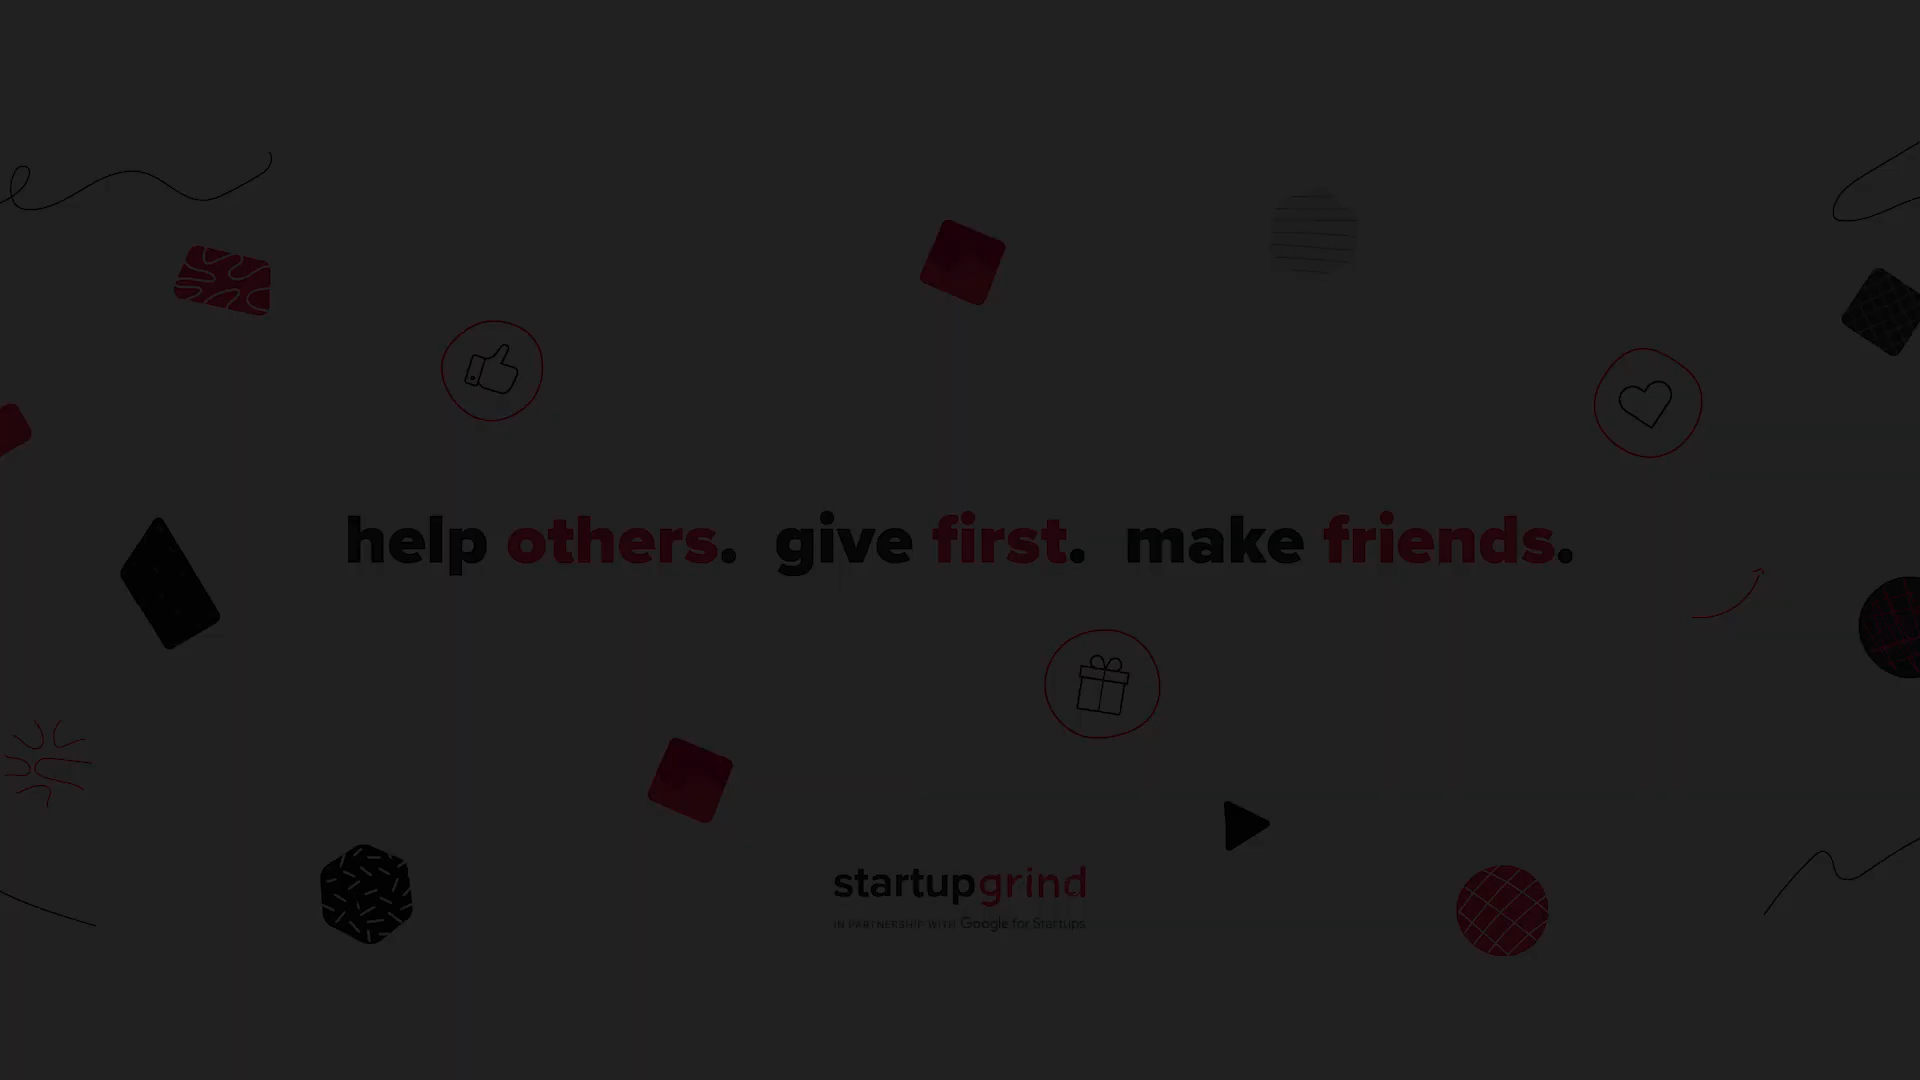 help others. give first. make friends.
startupgrind
IN PARTNERSHIP WITH Google for Startups